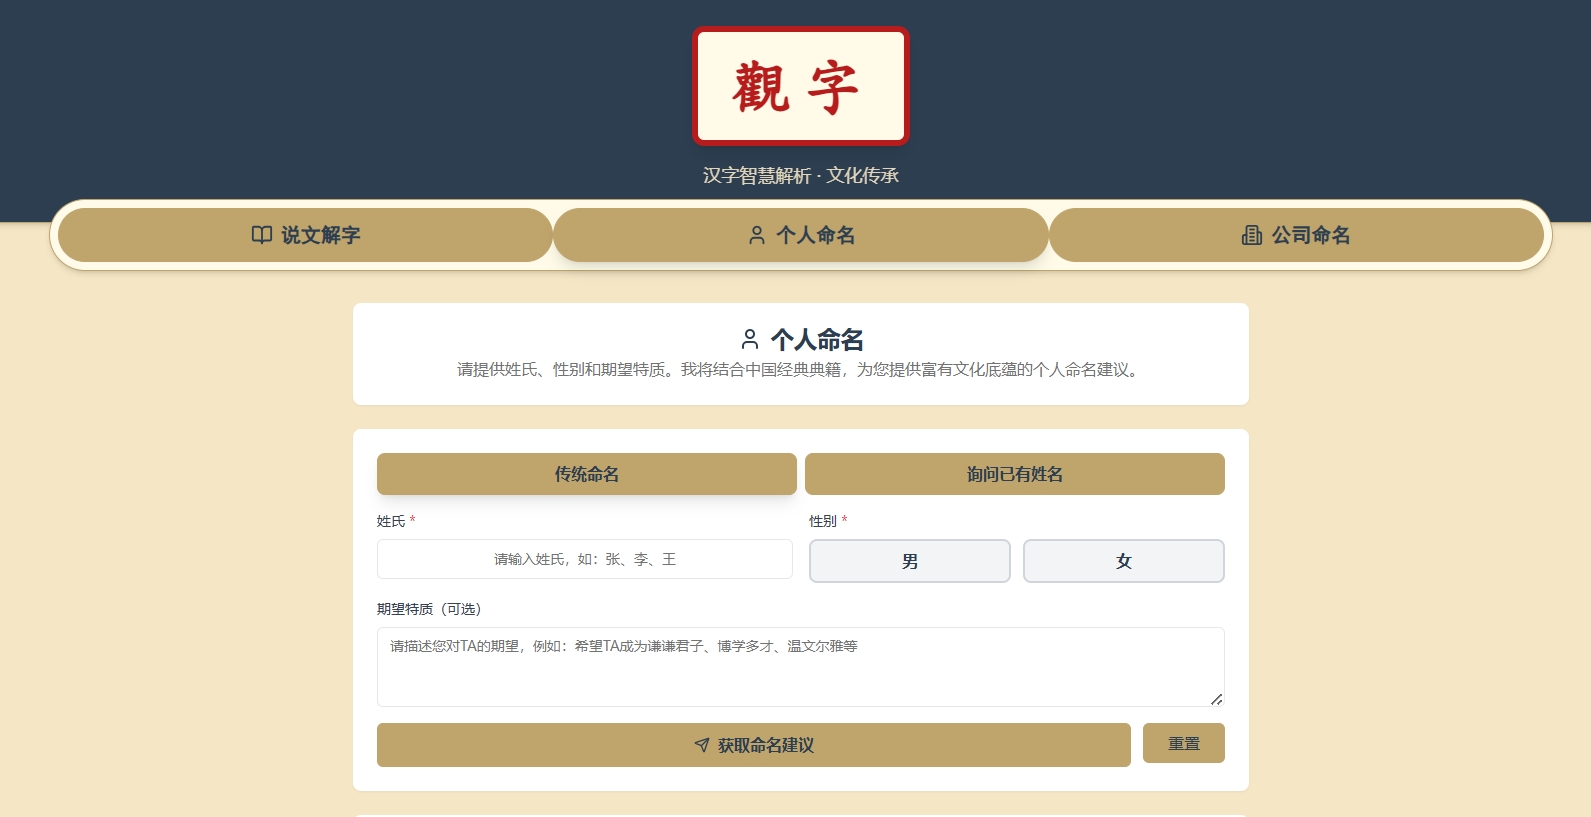 觀字
汉字智慧解析 · 文化传承
说文解字
个人命名
公司命名
个人命名
请提供姓氏、性别和期望特质。我将结合中国经典典籍，为您提供富有文化底蕴的个人命名建议。
传统命名
询问已有姓名
姓氏 *
性别 *
请输入姓氏，如：张、李、王
男
女
期望特质（可选）
请描述您对TA的期望，例如：希望TA成为谦谦君子、博学多才、温文尔雅等
获取命名建议
重置